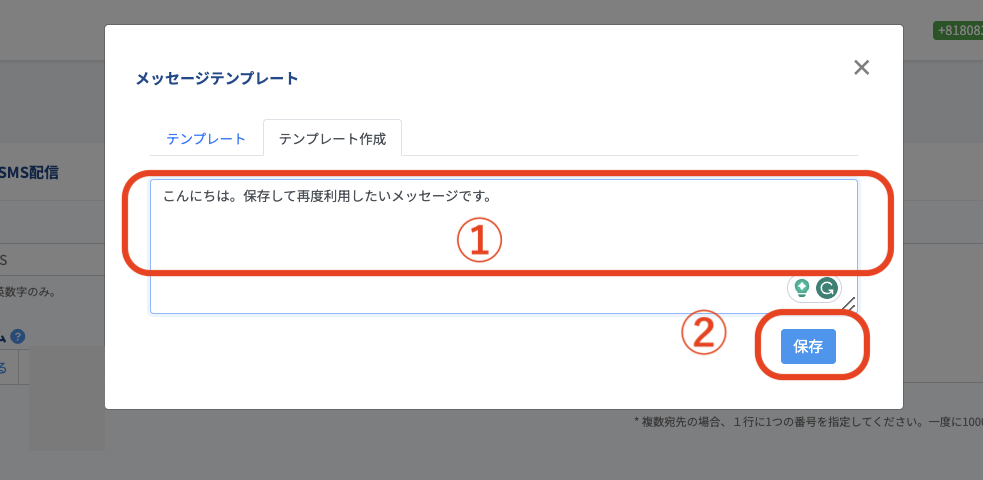 +81808
メッセージテンプレート
テンプレート
テンプレート作成
SMS配信
こんにちは。保存して再度利用したいメッセージです。
①
S
英数字のみ。
②
ム ?
保存
る
* 複数宛先の場合、１行に1つの番号を指定してください。一度に100